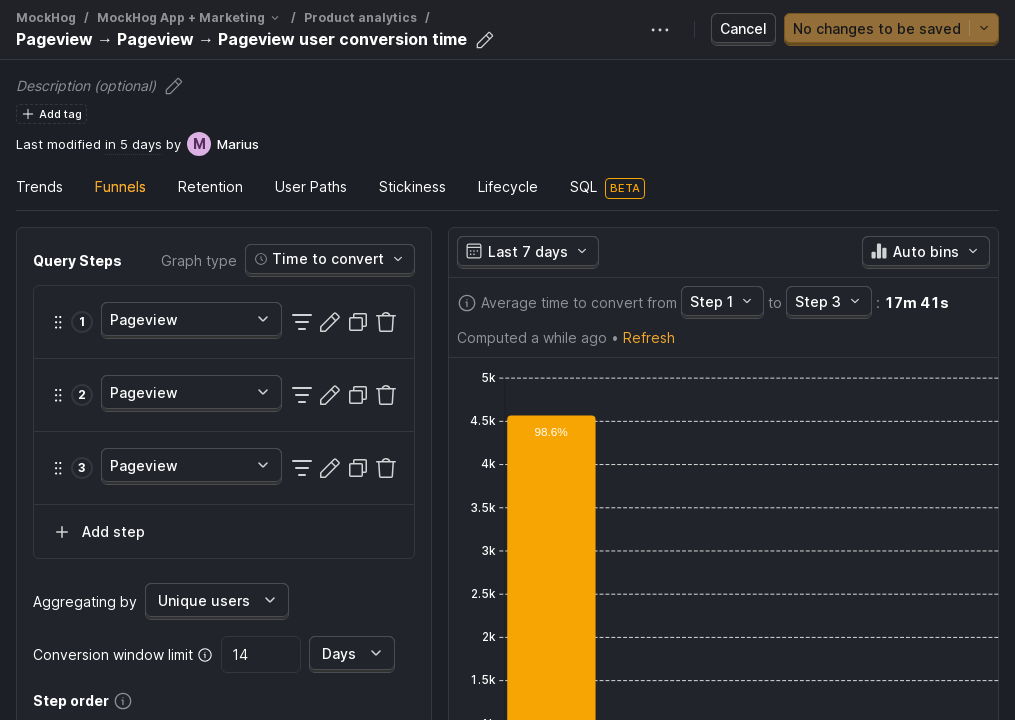 MockHog / MockHog App + Marketing / Product analytics /
Pageview → Pageview → Pageview user conversion time
Cancel
No changes to be saved
Description (optional)
Add tag
Last modified in 5 days by M Marius
Trends Funnels Retention User Paths Stickiness Lifecycle SQL BETA
Query Steps Graph type Time to convert
1 Pageview
2 Pageview
3 Pageview
Add step
Aggregating by Unique users
Conversion window limit 14 Days
Step order
Last 7 days Auto bins
Average time to convert from Step 1 to Step 3 : 17m 41s
Computed a while ago • Refresh
5k
4.5k
98.6%
4k
3.5k
3k
2.5k
2k
1.5k